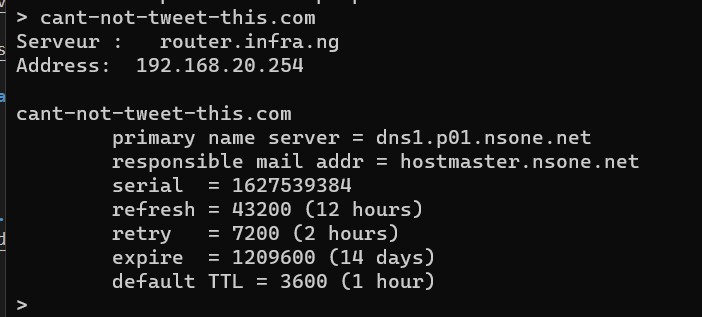 > cant-not-tweet-this.com
Serveur :   router.infra.ng
Address:  192.168.20.254

cant-not-tweet-this.com
        primary name server = dns1.p01.nsone.net
        responsible mail addr = hostmaster.nsone.net
        serial  = 1627539384
        refresh = 43200 (12 hours)
        retry   = 7200 (2 hours)
        expire  = 1209600 (14 days)
        default TTL = 3600 (1 hour)
>